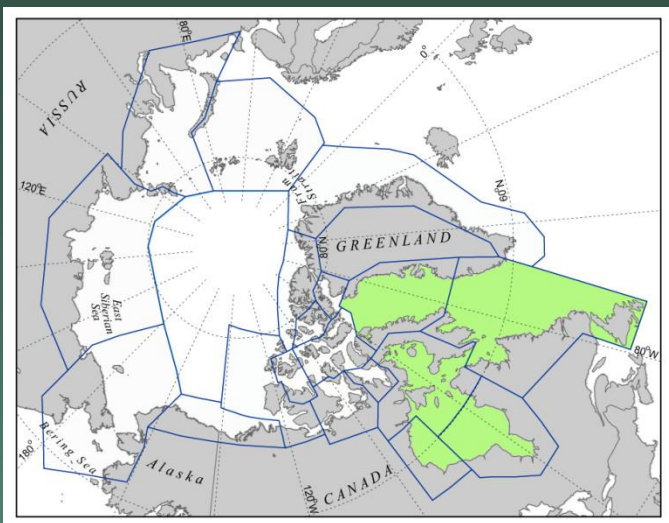 80°E
0°
RUSSIA
Fram
Strait
120°E
60°N
80°N
GREENLAND
East
Siberian
Sea
80°W
Bering Sea
180°
Alaska
120°W
CANADA